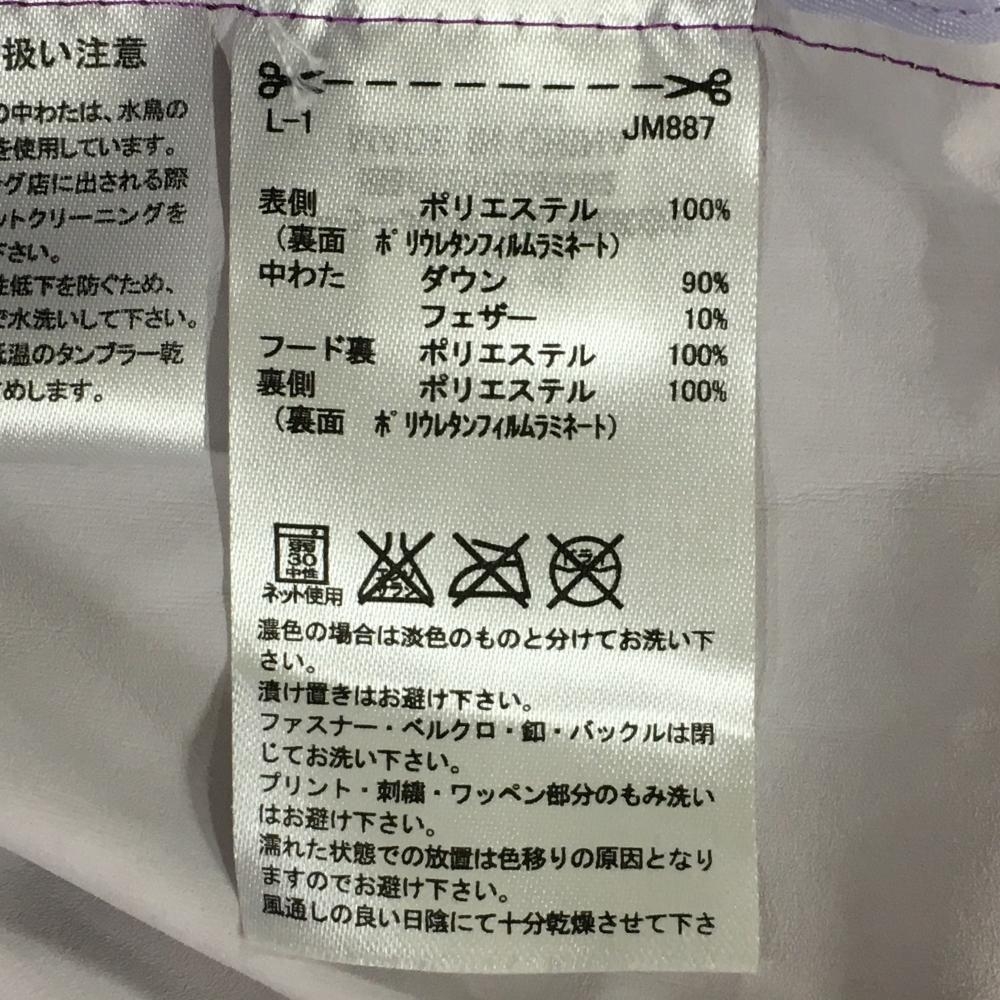 扱い注意
の中わたは、水鳥の
を使用しています。
グ店に出される際
ットクリーニングを
下さい。
性低下を防ぐため、
で水洗いして下さい。
低温のタンブラー乾
すめします。
L-1 JM887
表側 ポリエステル 100%
(裏面 ポリウレタンフィルムラミネート)
中わた ダウン 90%
フェザー 10%
フード裏 ポリエステル 100%
裏側 ポリエステル 100%
(裏面 ポリウレタンフィルムラミネート)
弱
30
中性
ネット使用
エンソ
サラシ
ドライ
濃色の場合は淡色のものと分けてお洗い下
さい。
漬け置きはお避け下さい。
ファスナー・ベルクロ・釦・バックルは閉
じてお洗い下さい。
プリント・刺繍・ワッペン部分のもみ洗い
はお避け下さい。
濡れた状態での放置は色移りの原因となり
ますのでお避け下さい。
風通しの良い日陰にて十分乾燥させて下さ